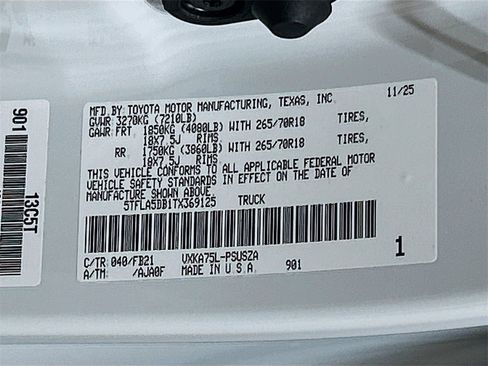 MFD BY: TOYOTA MOTOR MANUFACTURING, TEXAS, INC 11/25
GVWR 3270KG (7210LB)
GAWR FRT 1850KG (4080LB) WITH 265/70R18 TIRES,
18X7.5J RIMS
RR 1750KG (3860LB) WITH 265/70R18 TIRES,
18X7.5J RIMS
THIS VEHICLE CONFORMS TO ALL APPLICABLE FEDERAL MOTOR
VEHICLE SAFETY STANDARDS IN EFFECT ON THE DATE OF
MANUFACTURE SHOWN ABOVE
5TFLA5DB1TX369125 TRUCK
C/TR: 040/FB21 VXKA75L-PSUSZA 1
A/TM: /AJA0F MADE IN U S A 901
901
13C5T